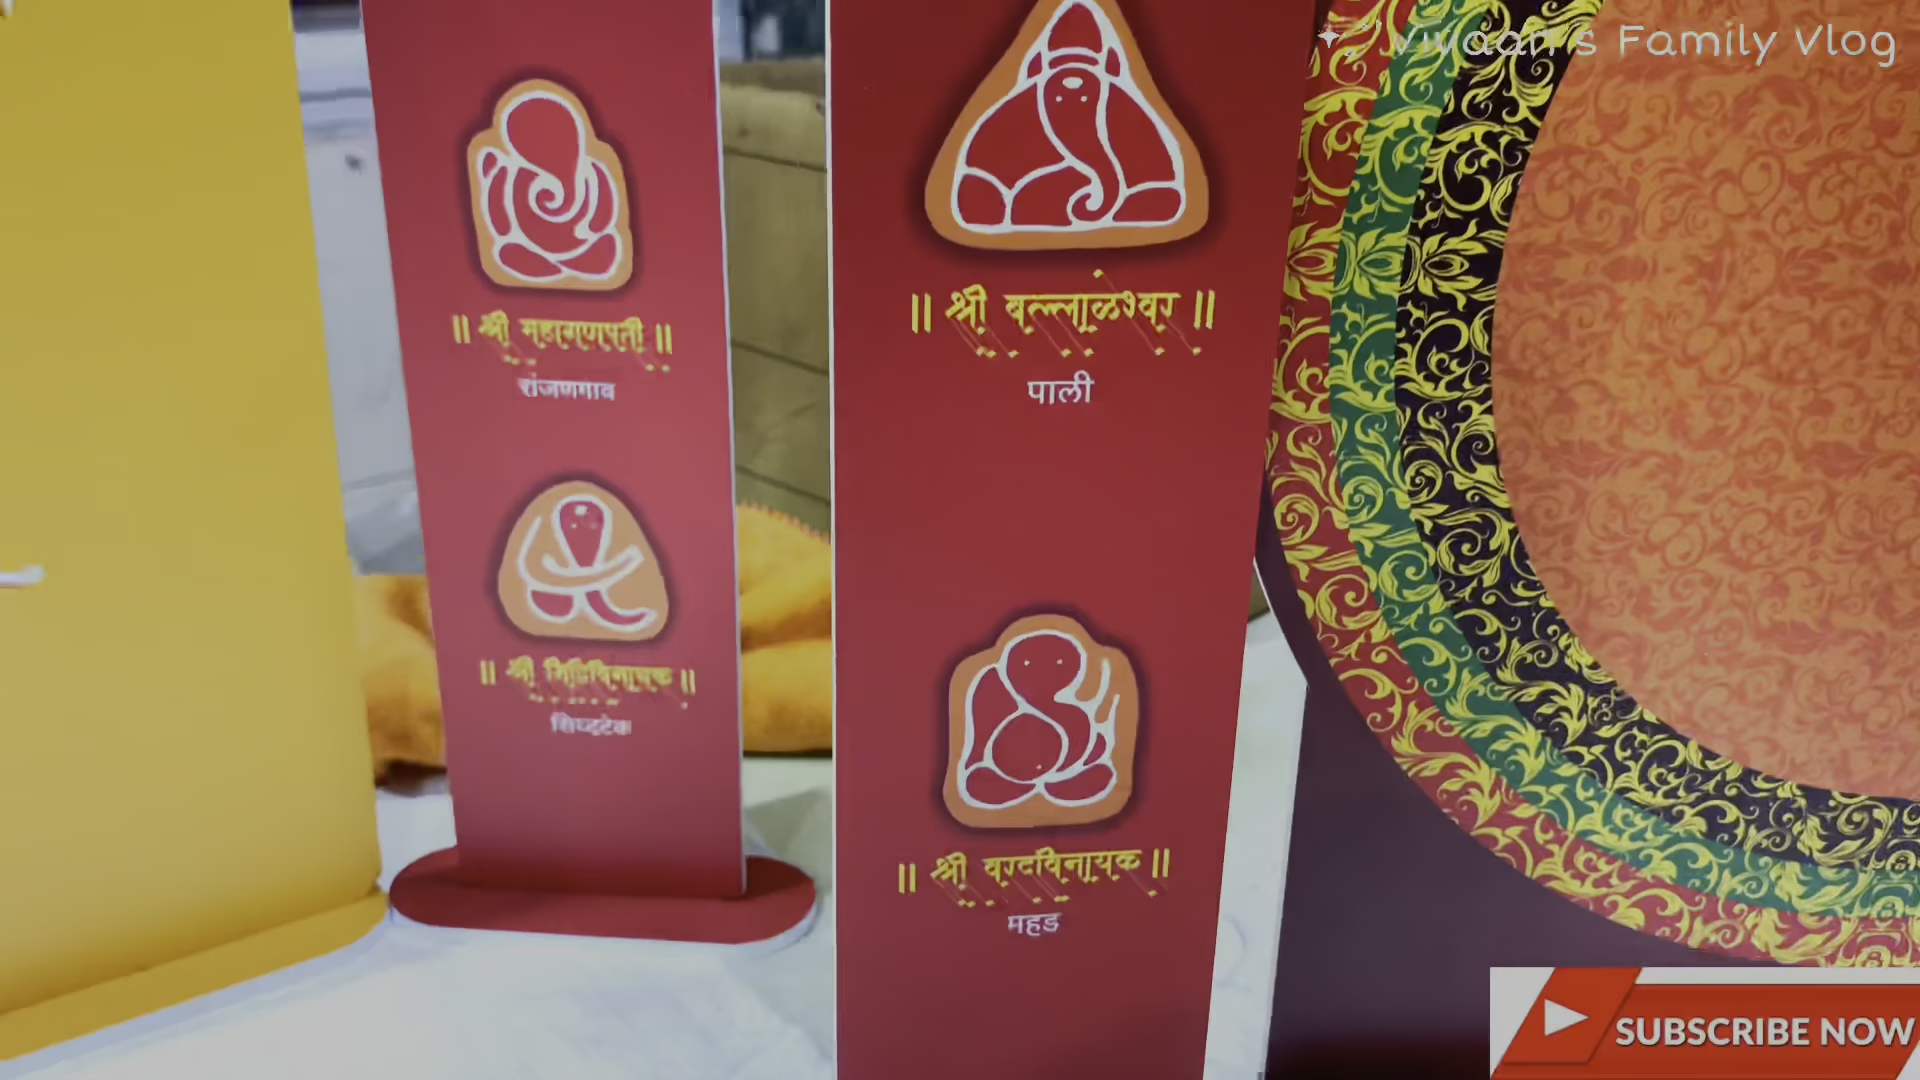 Vivaan's Family Vlog
॥ श्री महागणपती ॥
रांजणगाव
॥ श्री सिद्धिविनायक ॥
सिध्दटेक
॥ श्री बल्लाळेश्वर ॥
पाली
॥ श्री वरदविनायक ॥
महड
SUBSCRIBE NOW